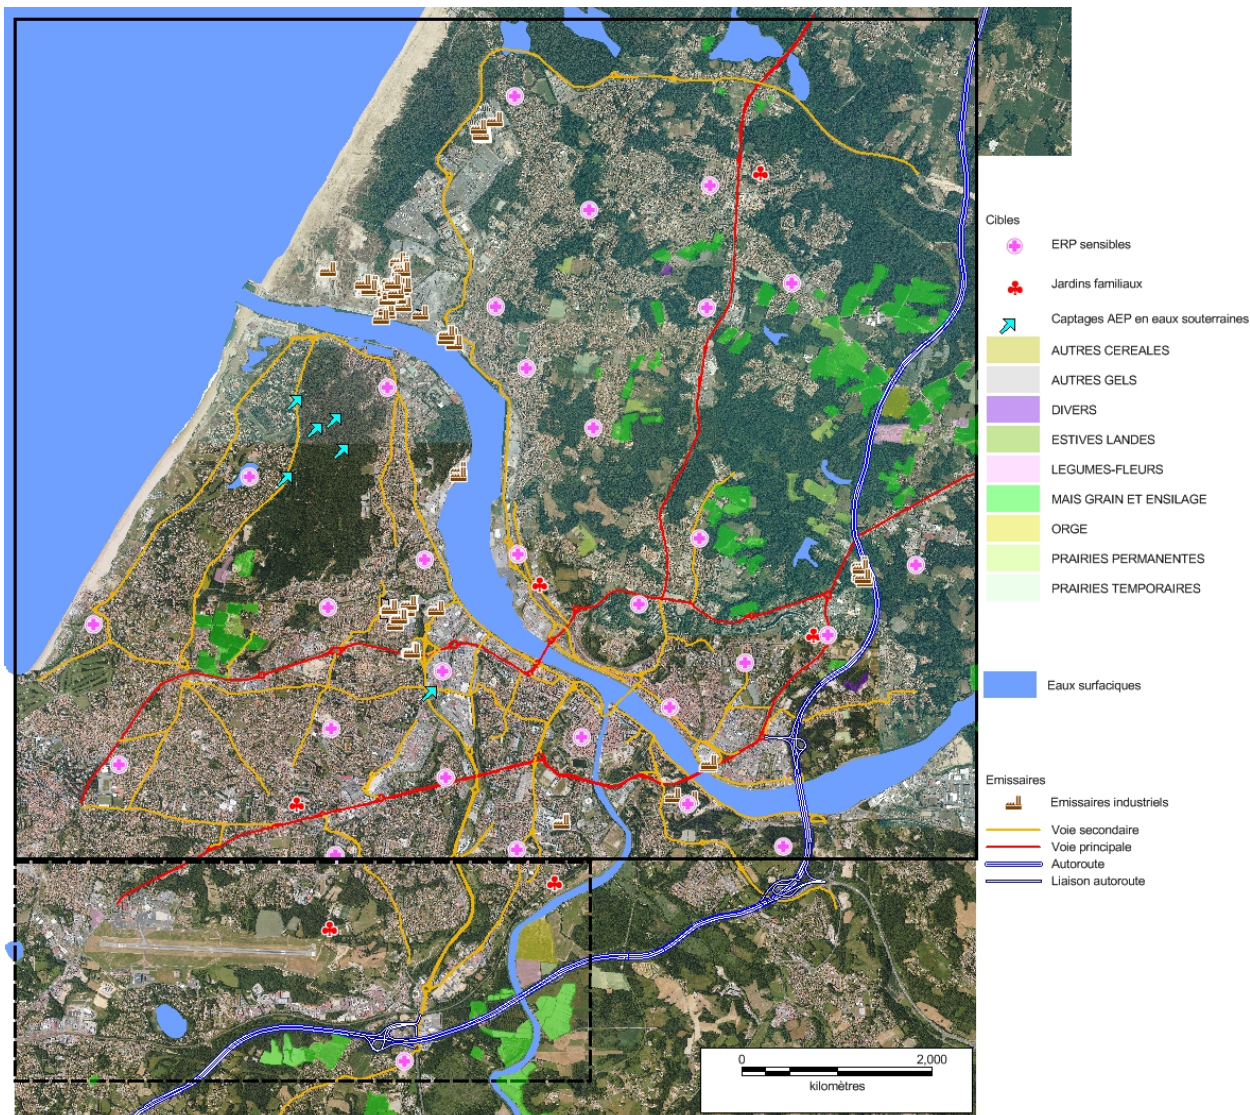 Cibles
ERP sensibles
Jardins familiaux
Captages AEP en eaux souterraines
AUTRES CEREALES
AUTRES GELS
DIVERS
ESTIVES LANDES
LEGUMES-FLEURS
MAIS GRAIN ET ENSILAGE
ORGE
PRAIRIES PERMANENTES
PRAIRIES TEMPORAIRES
Eaux surfaciques
Emissaires
Emissaires industriels
Voie secondaire
Voie principale
Autoroute
Liaison autoroute
0 2,000
kilomètres